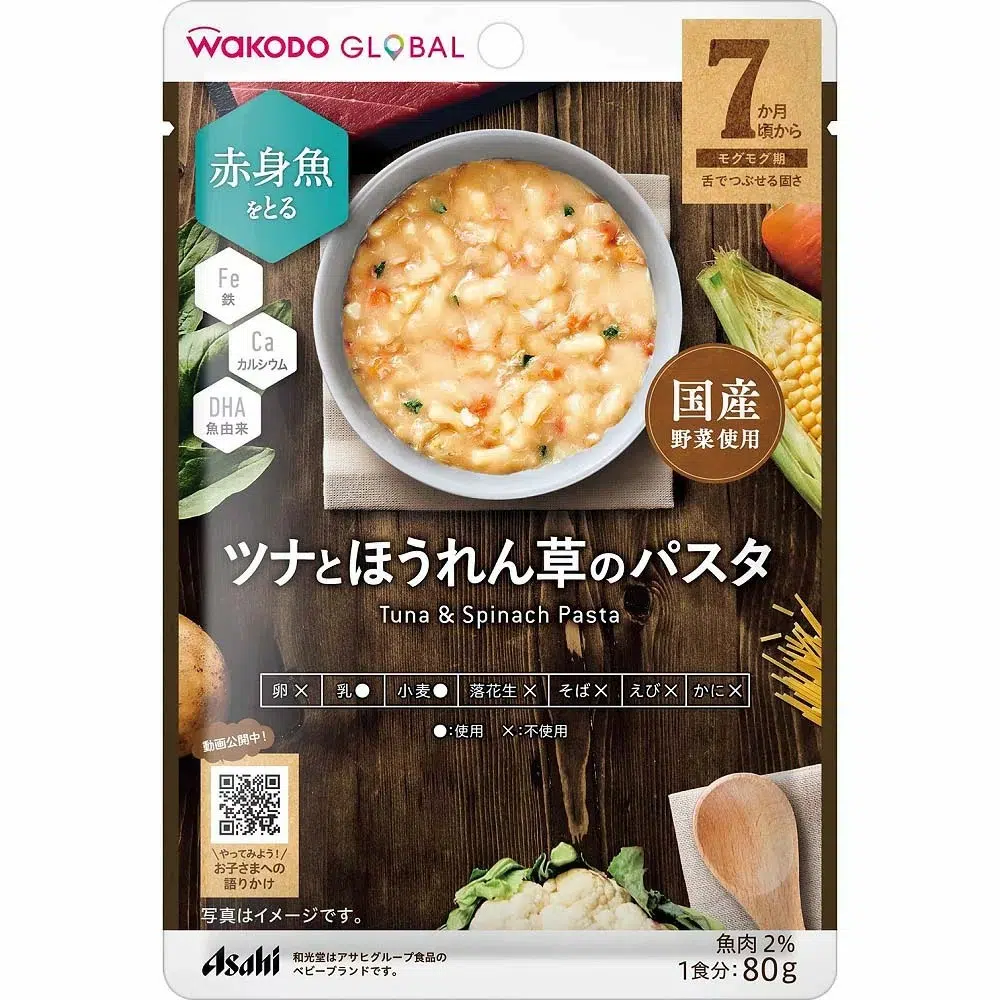 WAKODO GLOBAL
7
か月
頃から
モグモグ期
舌でつぶせる固さ
赤身魚
をとる
Fe
鉄
Ca
カルシウム
DHA
魚由来
国産
野菜使用
ツナとほうれん草のパスタ
Tuna & Spinach Pasta
卵× 乳● 小麦● 落花生× そば× えび× かに×
●:使用 ×:不使用
動画公開中!
\やってみよう!/
お子さまへの
語りかけ
写真はイメージです。
Asahi
和光堂はアサヒグループ食品の
ベビーブランドです。
魚肉 2%
1食分:80g